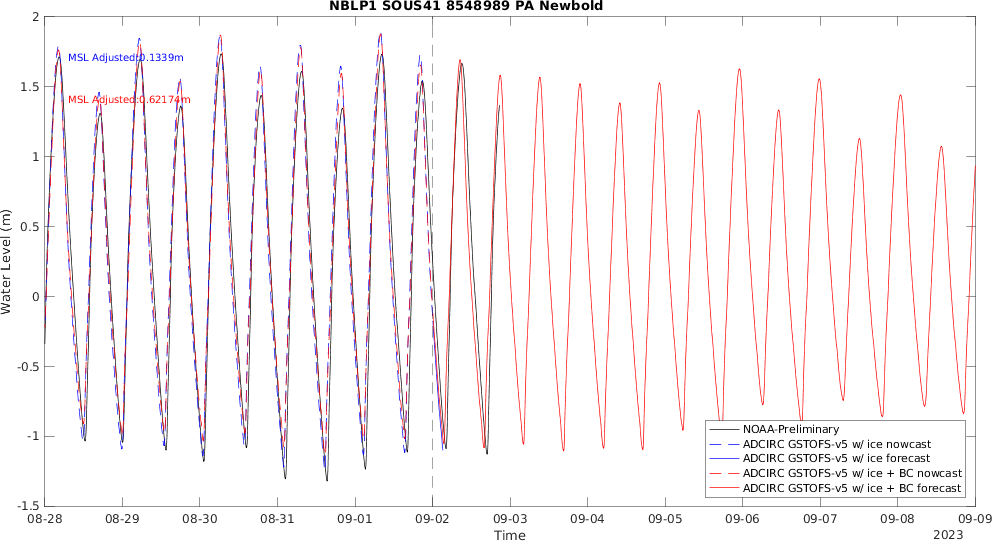 NBLP1 SOUS41 8548989 PA Newbold
2
1.5
1
0.5
0
-0.5
-1
-1.5
Water Level (m)
MSL Adjusted:0.1339m
MSL Adjusted:0.62174m
NOAA-Preliminary
ADCIRC GSTOFS-v5 w/ ice nowcast
ADCIRC GSTOFS-v5 w/ ice forecast
ADCIRC GSTOFS-v5 w/ ice + BC nowcast
ADCIRC GSTOFS-v5 w/ ice + BC forecast
08-28 08-29 08-30 08-31 09-01 09-02 09-03 09-04 09-05 09-06 09-07 09-08 09-09
Time
2023